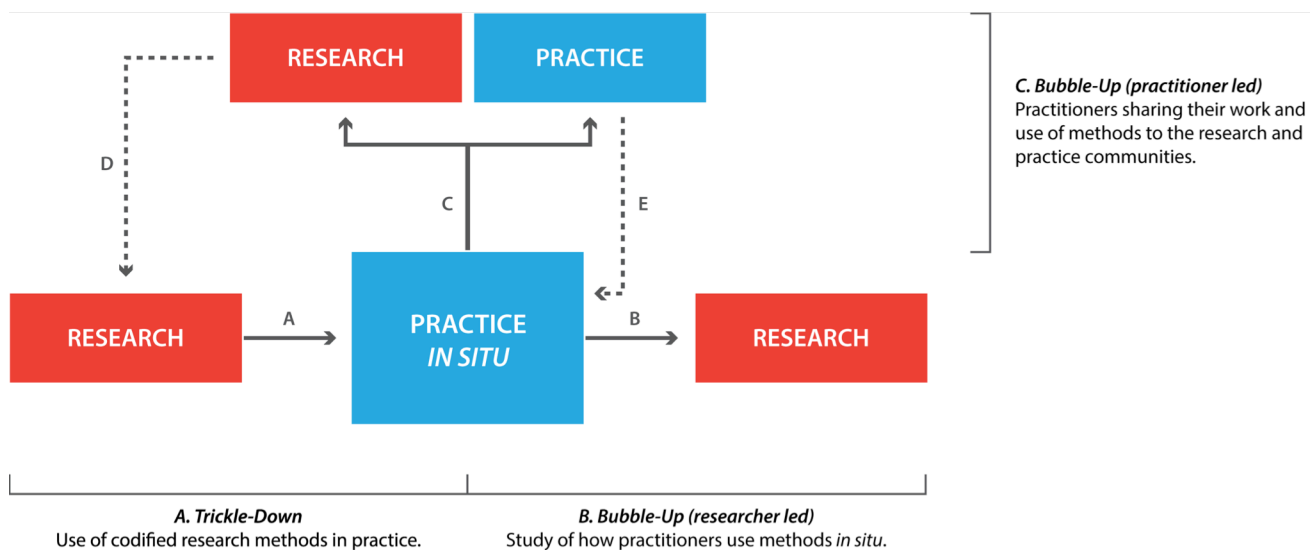 RESEARCH
PRACTICE
C. Bubble-Up (practitioner led)
Practitioners sharing their work and
use of methods to the research and
practice communities.
D
C
E
RESEARCH
A
PRACTICE
IN SITU
B
RESEARCH
A. Trickle-Down
Use of codified research methods in practice.
B. Bubble-Up (researcher led)
Study of how practitioners use methods in situ.